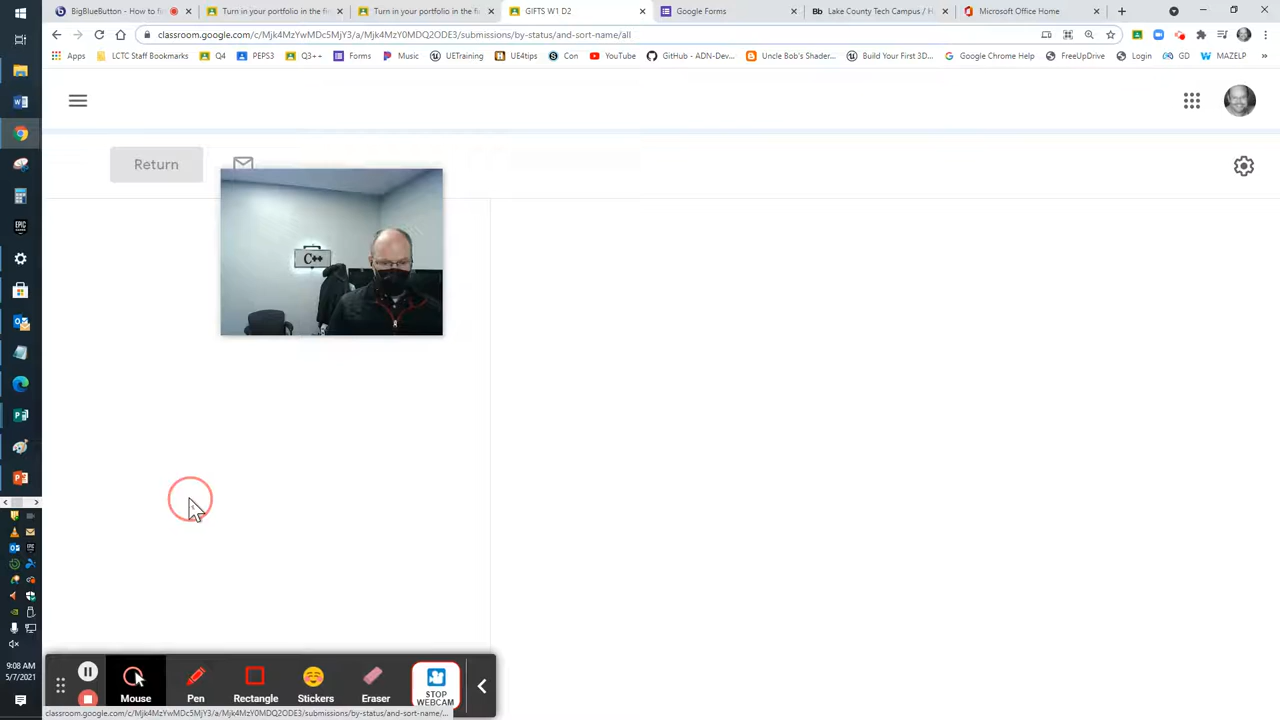 BigBlueButton - How to fi
Turn in your portfolio in the fi
Turn in your portfolio in the f
GIFTS W1 D2
Google Forms
Lake County Tech Campus / H
Microsoft Office Home
classroom.google.com/c/Mjk4MzYwMDc5MjY3/a/Mjk4MzY0MDQ2ODE3/submissions/by-status/and-sort-name/all
Apps
LCTC Staff Bookmarks
Q4
PEPS3
Q3++
Forms
Music
UETraining
UE4tips
Con
YouTube
GitHub - ADN-Dev...
Uncle Bob's Shader...
Build Your First 3D...
Google Chrome Help
FreeUpDrive
Login
GD
MAZELP
Return
C++
EPIC
Mouse
Pen
Rectangle
Stickers
Eraser
STOP
WEBCAM
9:08 AM
5/7/2021
classroom.google.com/c/Mjk4MzYwMDc5MjY3/a/Mjk4MzY0MDQ2ODE3/submissions/by-status/and-sort-name/...